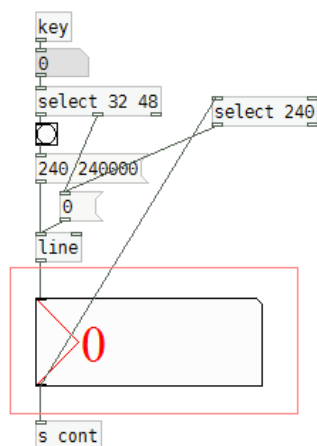 key
0
select 32 48
select 240
240 240000
0
line
0
s cont